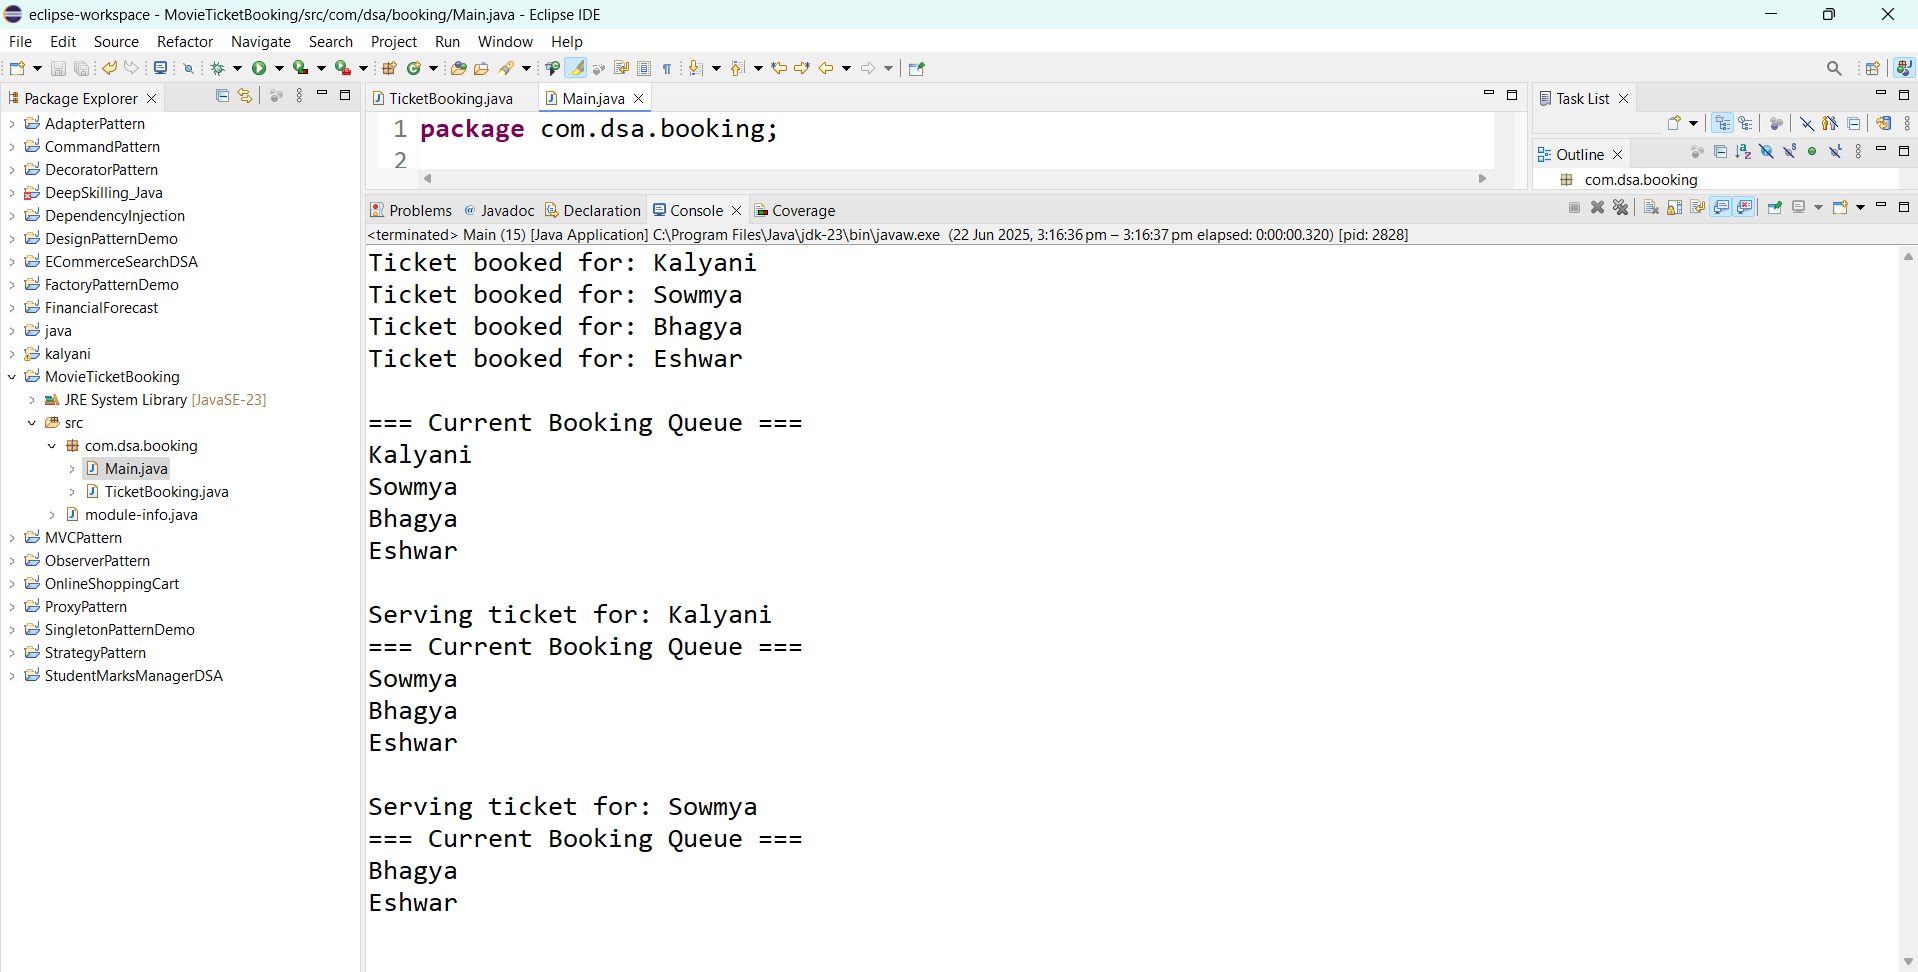 eclipse-workspace - MovieTicketBooking/src/com/dsa/booking/Main.java - Eclipse IDE
File Edit Source Refactor Navigate Search Project Run Window Help
Package Explorer
AdapterPattern
CommandPattern
DecoratorPattern
DeepSkilling_Java
DependencyInjection
DesignPatternDemo
ECommerceSearchDSA
FactoryPatternDemo
FinancialForecast
java
kalyani
MovieTicketBooking
JRE System Library [JavaSE-23]
src
com.dsa.booking
Main.java
TicketBooking.java
module-info.java
MVCPattern
ObserverPattern
OnlineShoppingCart
ProxyPattern
SingletonPatternDemo
StrategyPattern
StudentMarksManagerDSA
TicketBooking.java Main.java
1 package com.dsa.booking;
2
Task List
Outline
com.dsa.booking
Problems Javadoc Declaration Console Coverage
<terminated> Main (15) [Java Application] C:\Program Files\Java\jdk-23\bin\javaw.exe (22 Jun 2025, 3:16:36 pm – 3:16:37 pm elapsed: 0:00:00.320) [pid: 2828]
Ticket booked for: Kalyani
Ticket booked for: Sowmya
Ticket booked for: Bhagya
Ticket booked for: Eshwar
=== Current Booking Queue ===
Kalyani
Sowmya
Bhagya
Eshwar
Serving ticket for: Kalyani
=== Current Booking Queue ===
Sowmya
Bhagya
Eshwar
Serving ticket for: Sowmya
=== Current Booking Queue ===
Bhagya
Eshwar